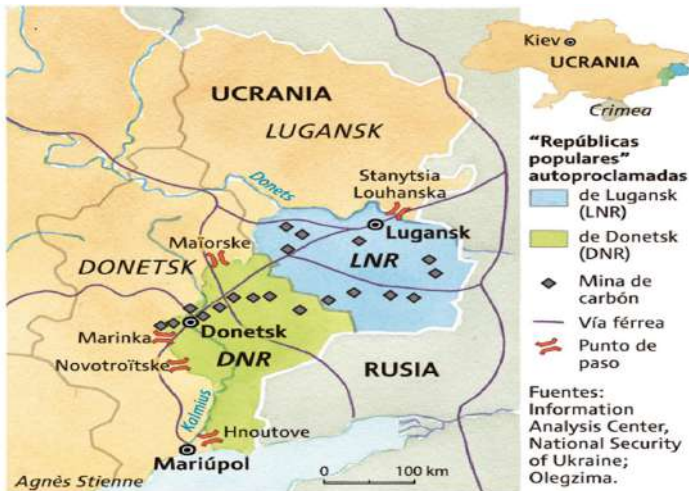 UCRANIA
LUGANSK
Donets
Stanytsia
Louhanska
Lugansk
Maïorske
DONETSK
LNR
Donetsk
Marinka
DNR
Novotroïtske
RUSIA
Kalmius
Hnoutove
Mariúpol
Agnès Stienne
0 100 km
Kiev
UCRANIA
Crimea
“Repúblicas
populares”
autoproclamadas
de Lugansk
(LNR)
de Donetsk
(DNR)
Mina de
carbón
Vía férrea
Punto de
paso
Fuentes:
Information
Analysis Center,
National Security
of Ukraine;
Olegzima.